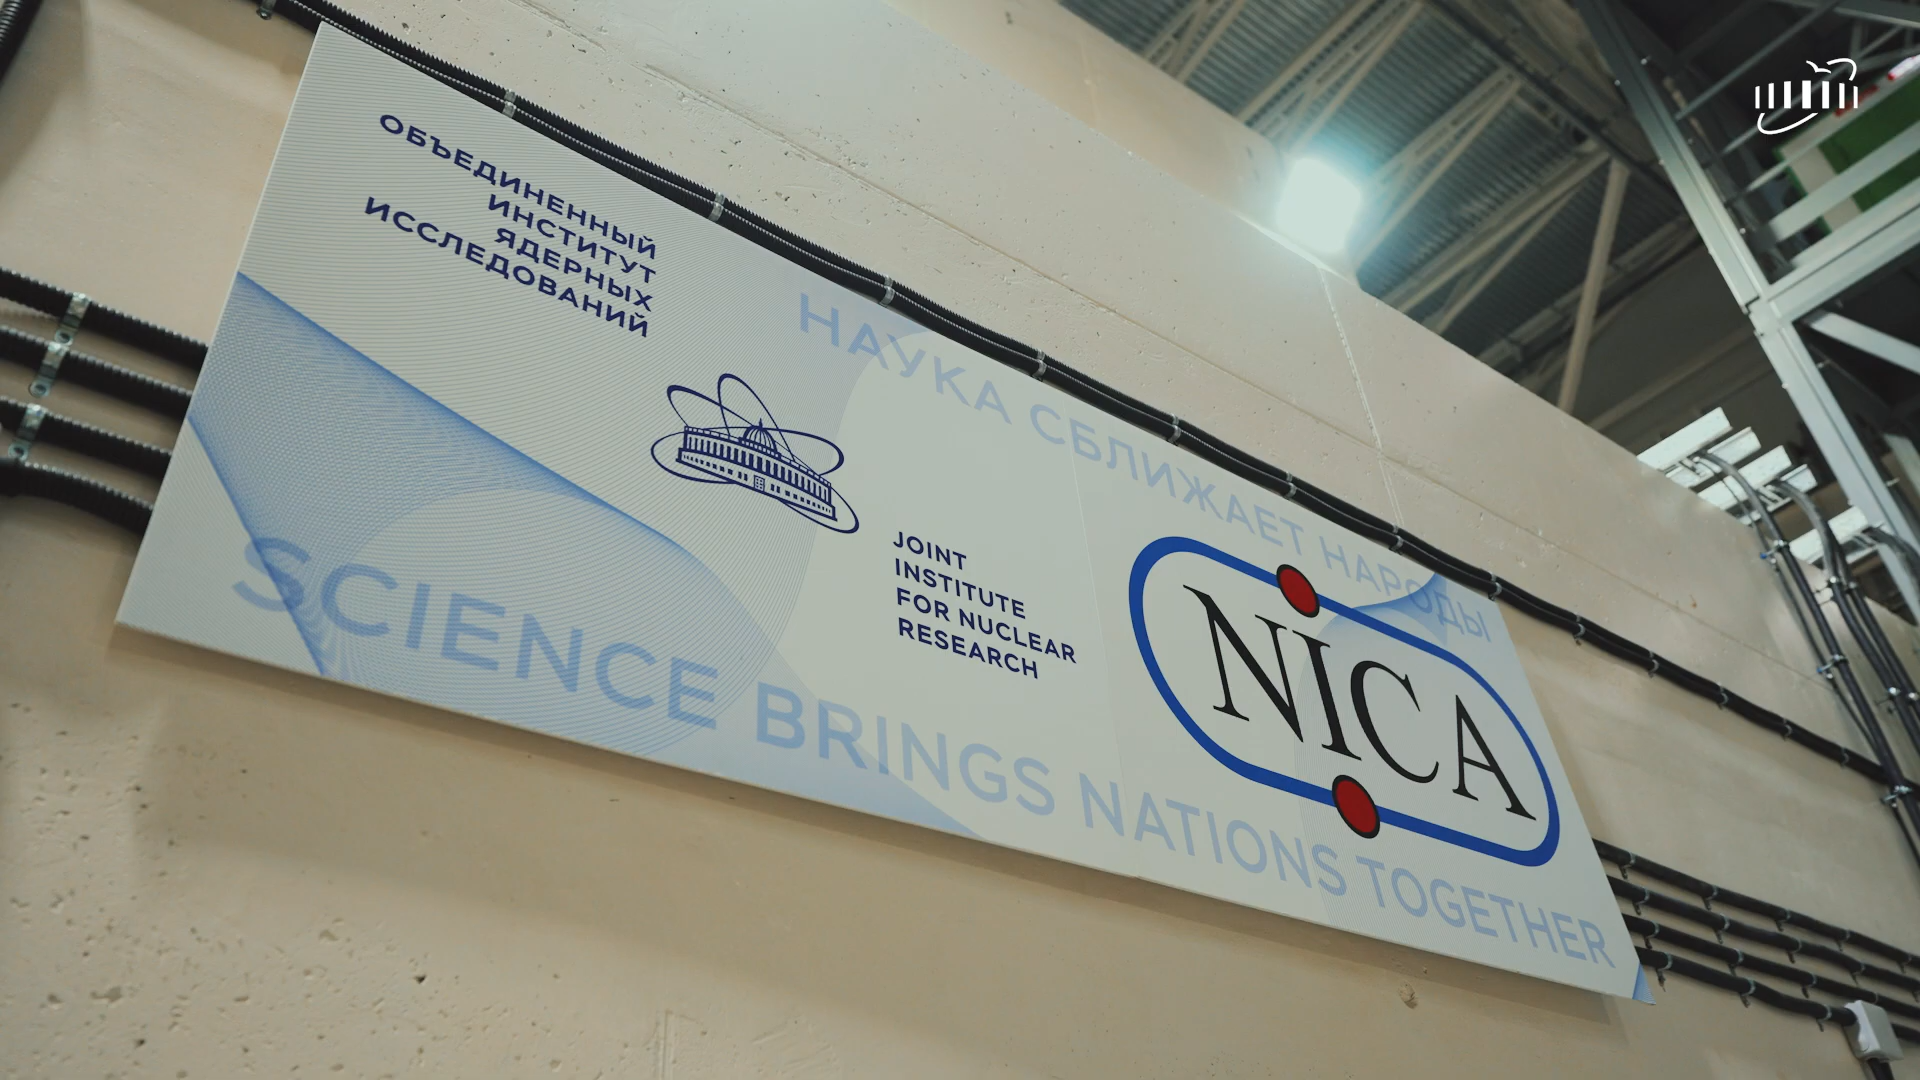 ОБЪЕДИНЕННЫЙ
ИНСТИТУТ
ЯДЕРНЫХ
ИССЛЕДОВАНИЙ
НАУКА СБЛИЖАЕТ НАРОДЫ
JOINT
INSTITUTE
FOR NUCLEAR
RESEARCH
NICA
SCIENCE BRINGS NATIONS TOGETHER